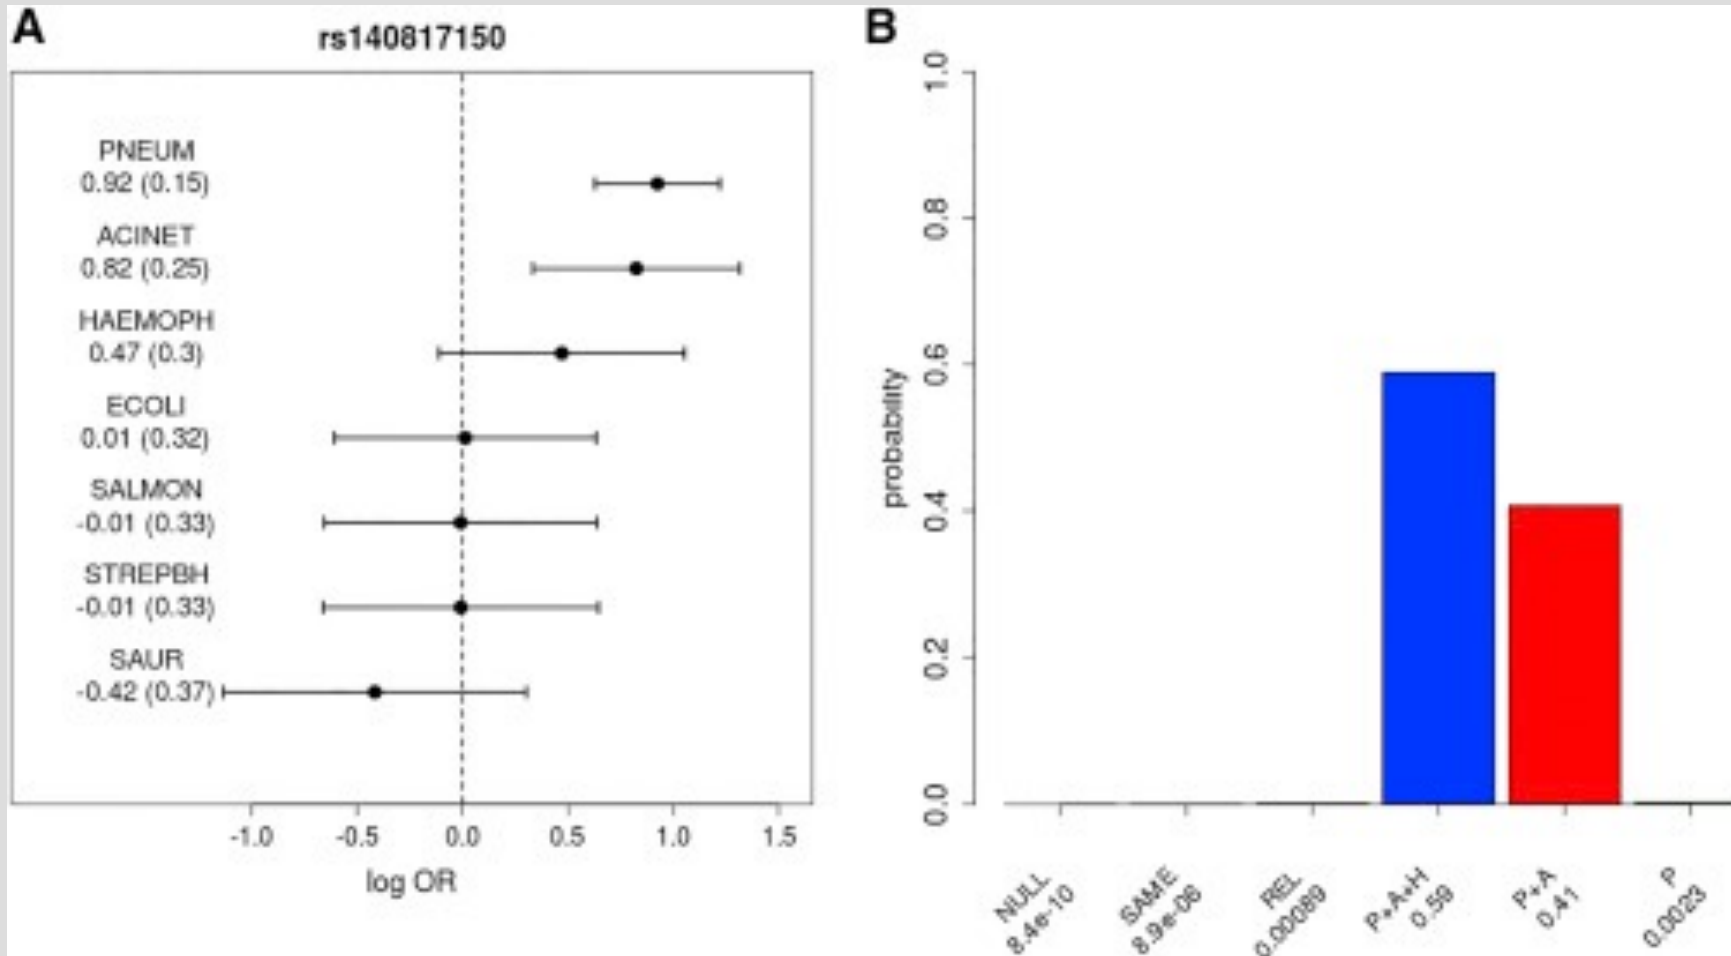 A
rs140817150
PNEUM
0.92 (0.15)
ACINET
0.82 (0.25)
HAEMOPH
0.47 (0.3)
ECOLI
0.01 (0.32)
SALMON
-0.01 (0.33)
STREPBH
-0.01 (0.33)
SAUR
-0.42 (0.37)
-1.0 -0.5 0.0 0.5 1.0 1.5
log OR
B
probability
1.0
0.8
0.6
0.4
0.2
0.0
NULL
8.4e-10
SAME
8.9e-06
REL
0.00089
P+A+H
0.59
P+A
0.41
P
0.0023